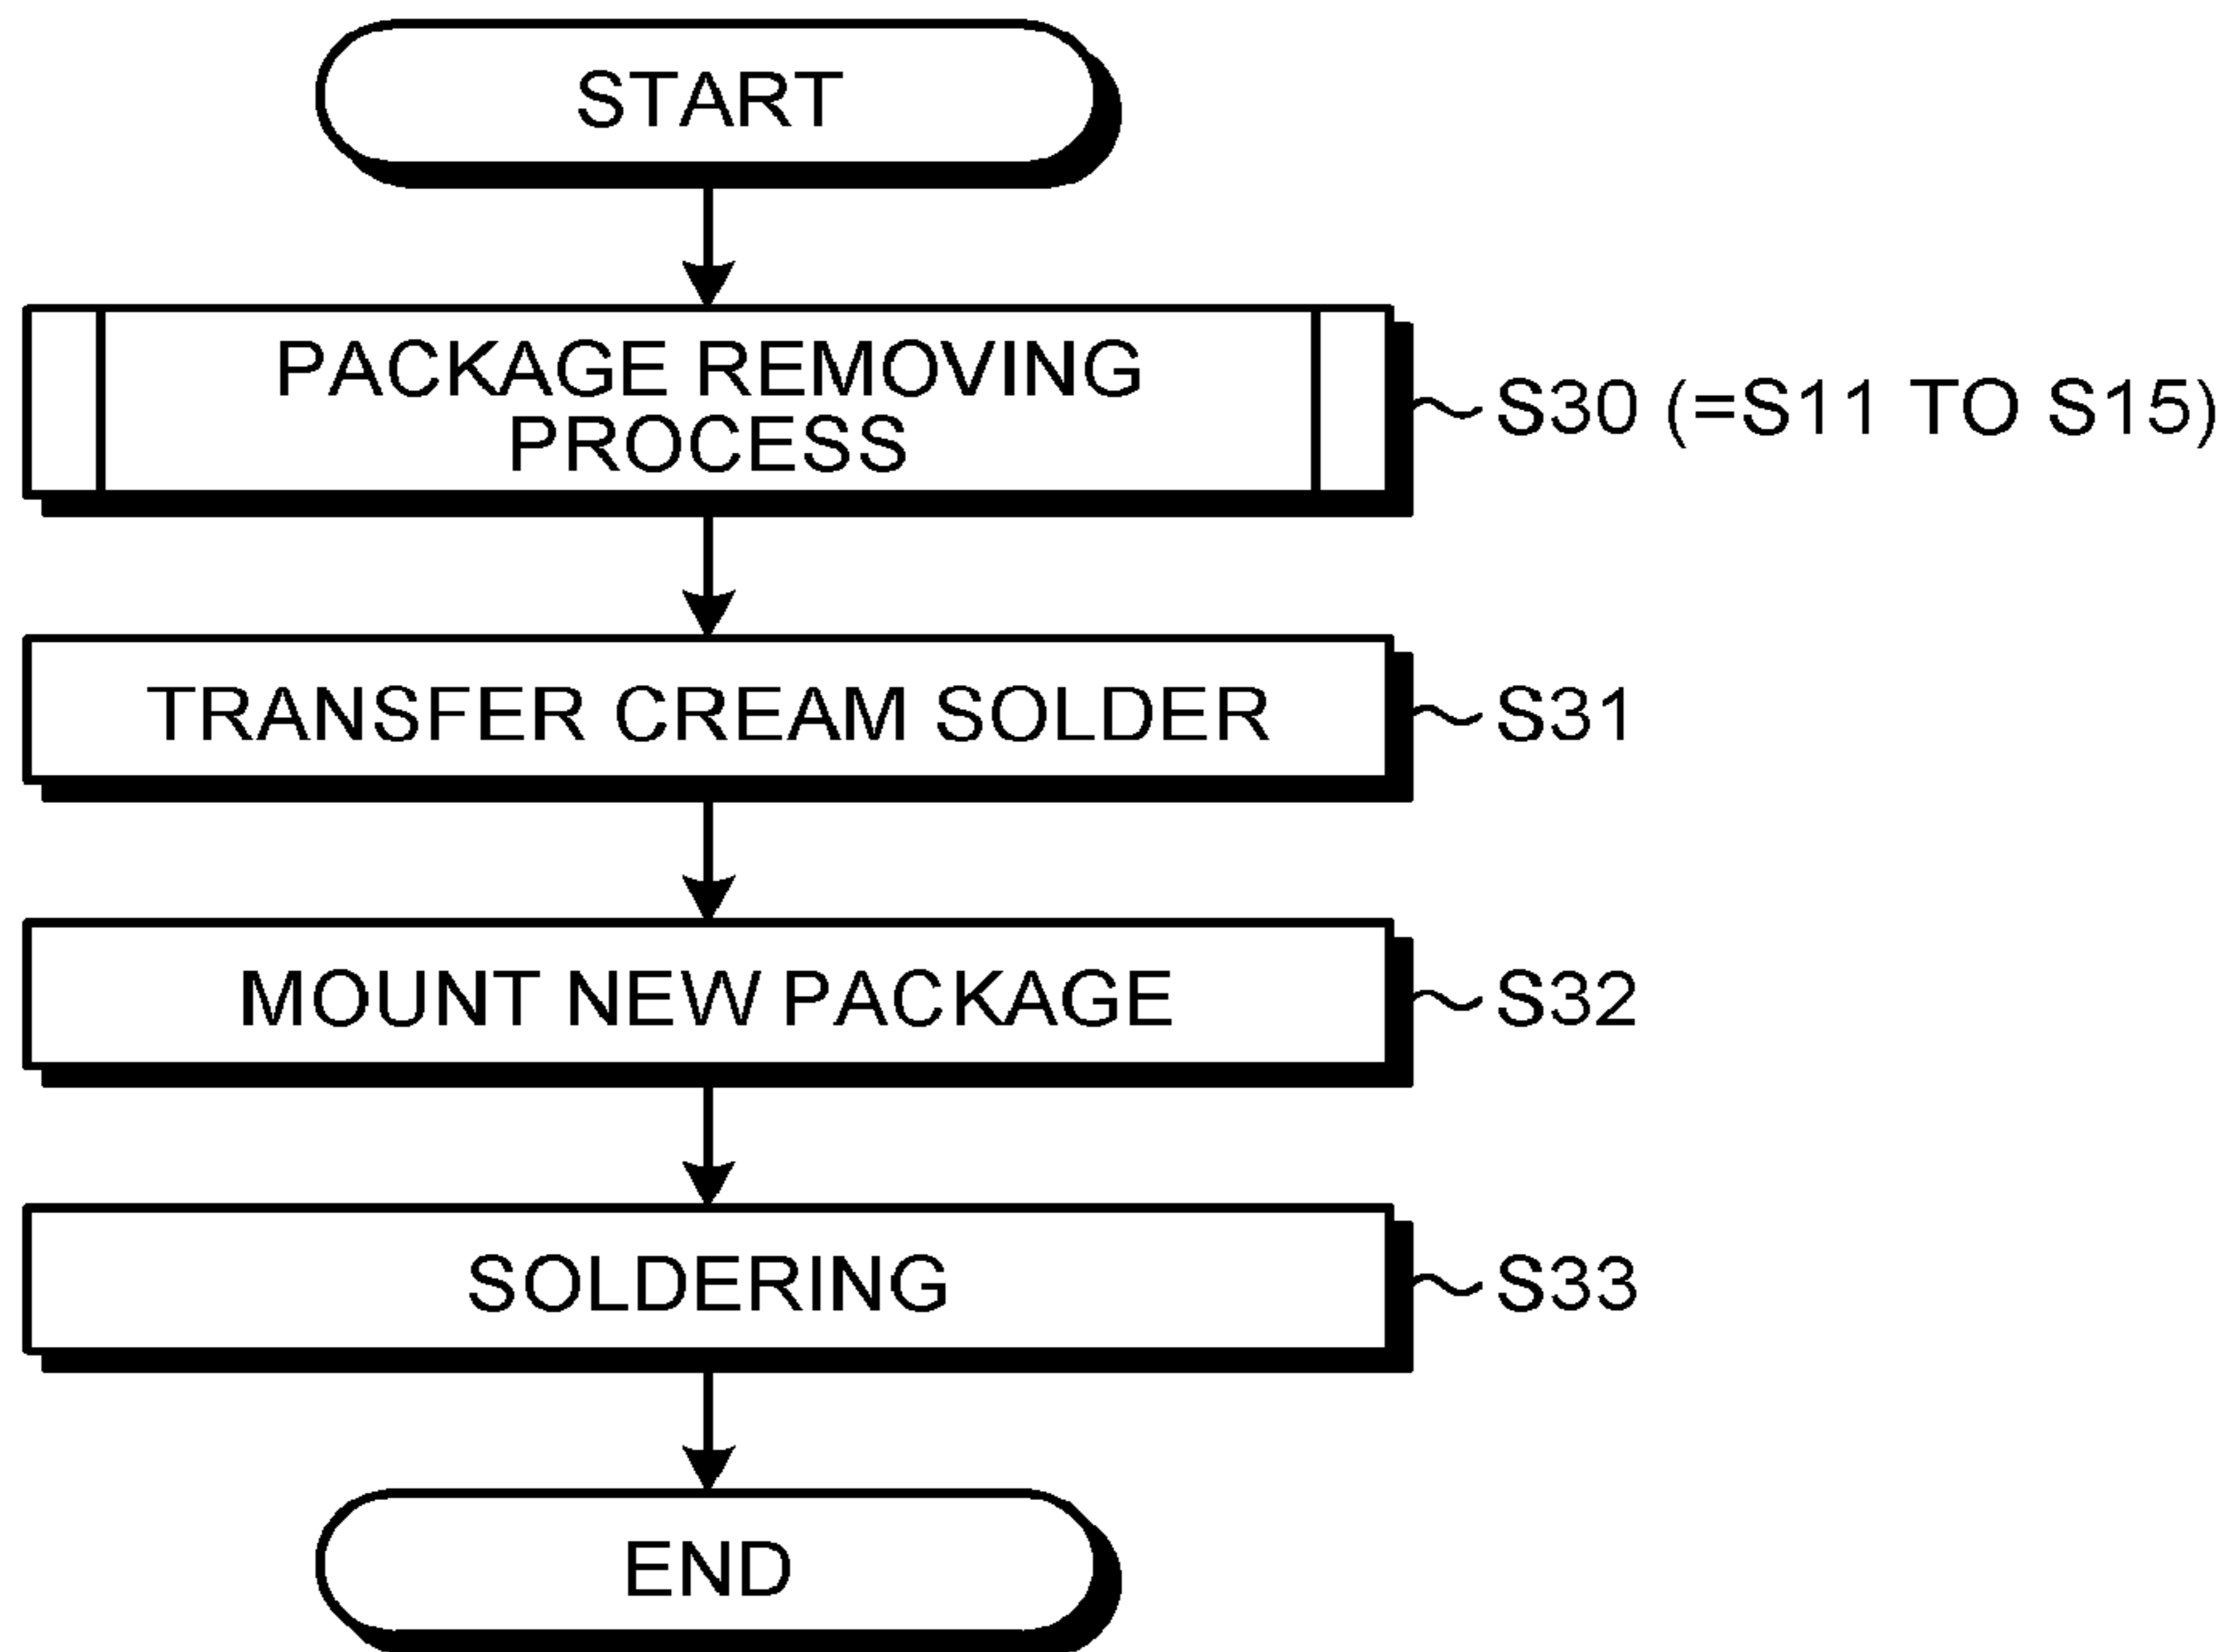 START
PACKAGE REMOVING
PROCESS
S30 (=S11 TO S15)
TRANSFER CREAM SOLDER
S31
MOUNT NEW PACKAGE
S32
SOLDERING
S33
END